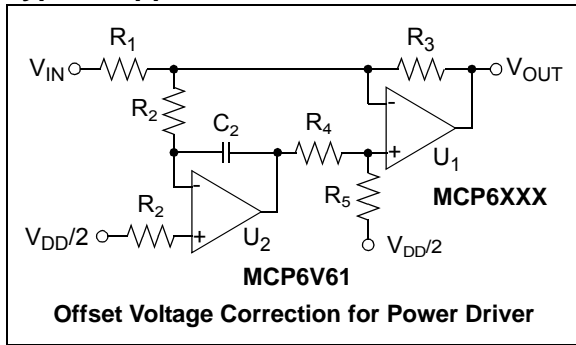 R1
R3
VIN
VOUT
R2
C2
R4
-
-
+
U1
R5
MCP6XXX
R2
VDD/2
+
U2
VDD/2
MCP6V61
Offset Voltage Correction for Power Driver